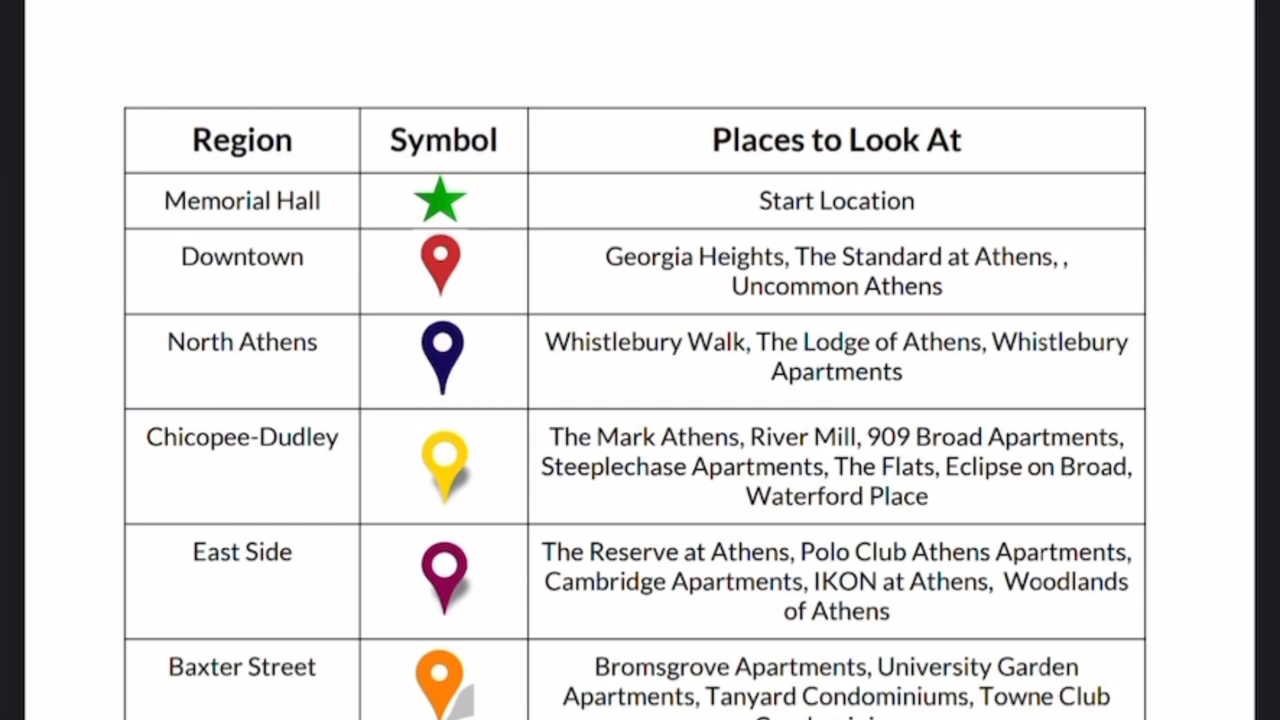 Region Symbol Places to Look At
Memorial Hall Start Location
Downtown Georgia Heights, The Standard at Athens, ,
Uncommon Athens
North Athens Whistlebury Walk, The Lodge of Athens, Whistlebury
Apartments
Chicopee-Dudley The Mark Athens, River Mill, 909 Broad Apartments,
Steeplechase Apartments, The Flats, Eclipse on Broad,
Waterford Place
East Side The Reserve at Athens, Polo Club Athens Apartments,
Cambridge Apartments, IKON at Athens, Woodlands
of Athens
Baxter Street Bromsgrove Apartments, University Garden
Apartments, Tanyard Condominiums, Towne Club